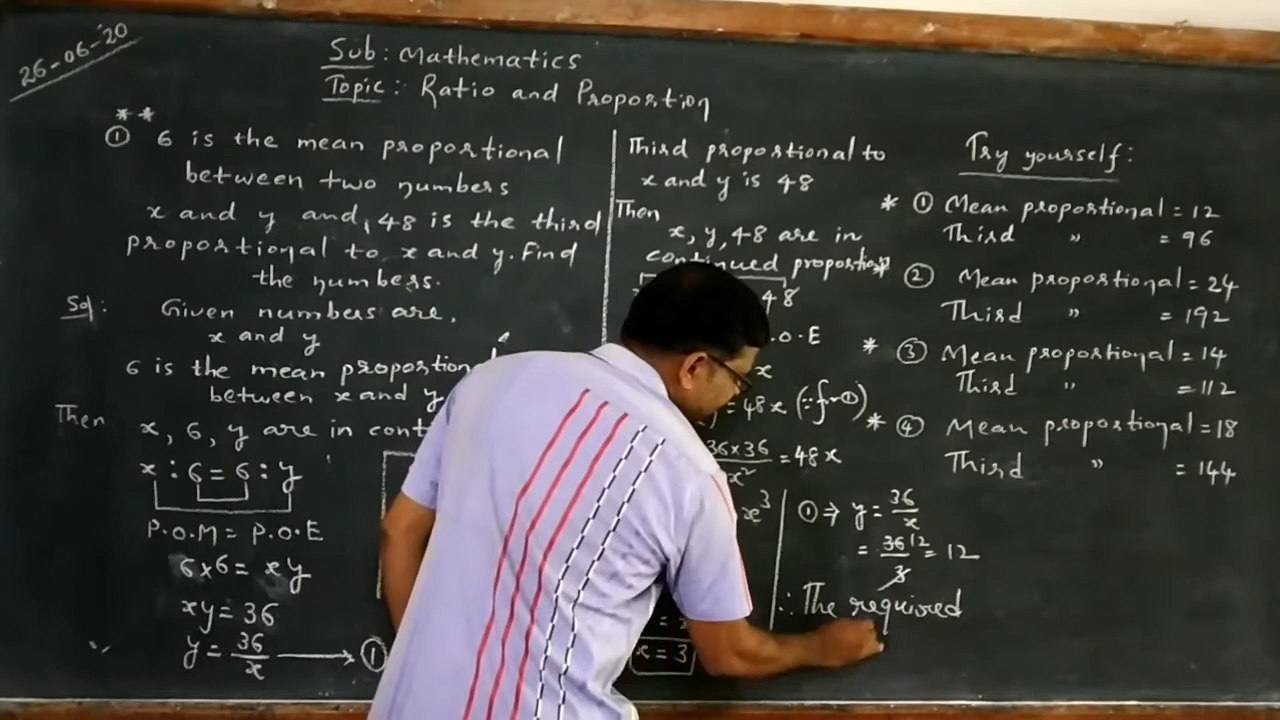 26-06-'20
Sub: Mathematics
Topic: Ratio and Proportion
**
① 6 is the mean proportional
between two numbers
x and y and, 48 is the third
proportional to x and y. Find
the numbers.
Sol: Given numbers are,
x and y
6 is the mean proportion
between x and y
Then x, 6, y are in cont
x : 6 = 6 : y
P.O.M = P.O.E
6×6 = xy
xy = 36
y = 36/x → ①
Third proportional to
x and y is 48
Then
x, y, 48 are in
continued proportion
48
.O.E
x
= 48x (∵ f-①)
36×36/x² = 48x
x³
x = 3
① ⇒ y = 36/x
= 36/3 12 = 12
∴ The required
Try yourself:
* ① Mean proportional = 12
Third " = 96
* ② Mean proportional = 24
Third " = 192
* ③ Mean proportional = 14
Third " = 112
* ④ Mean proportional = 18
Third " = 144